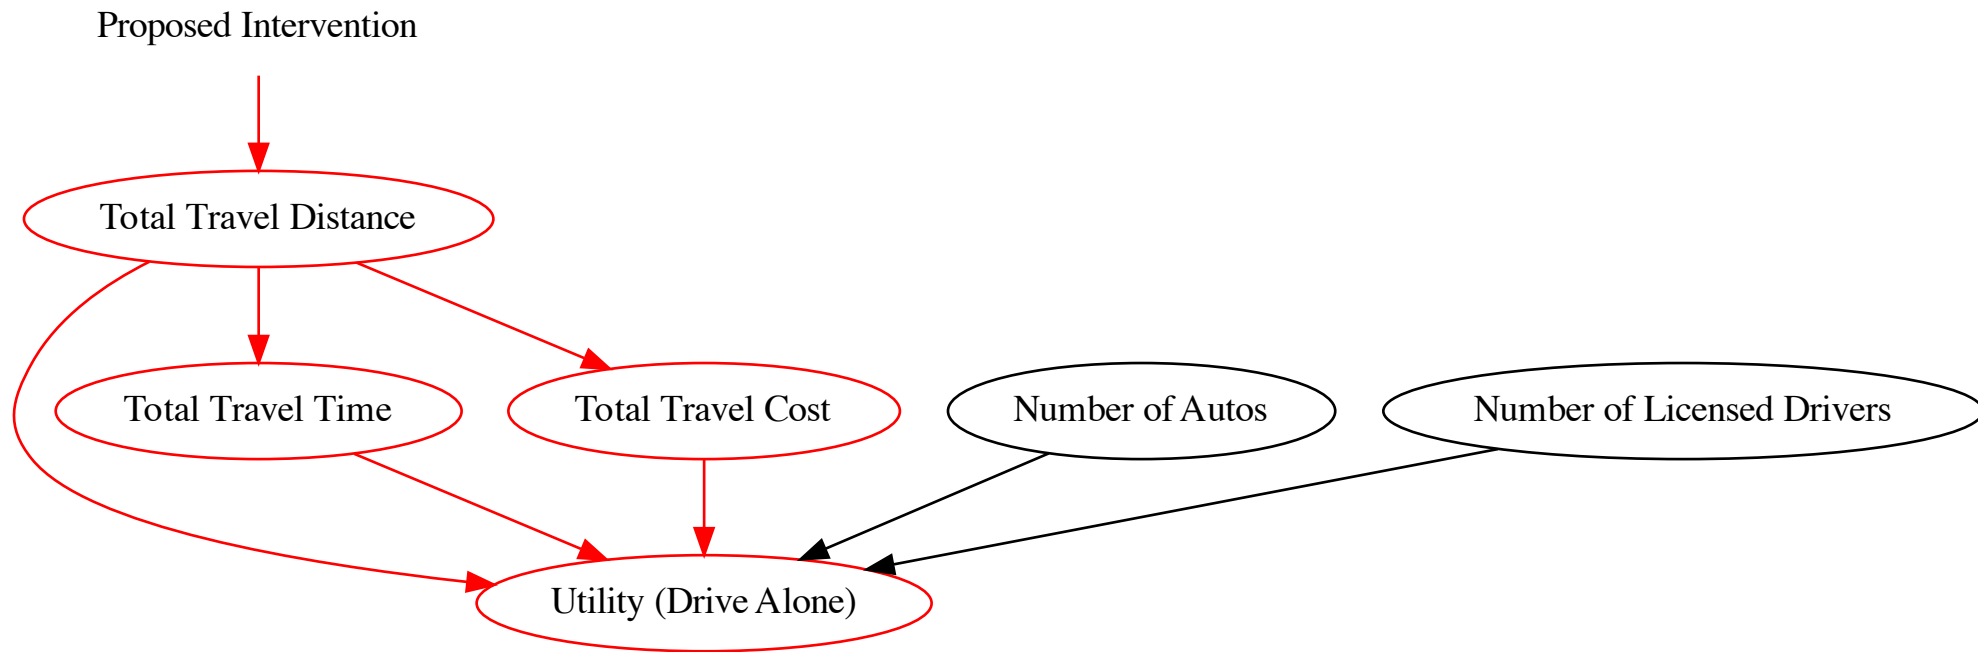 Proposed Intervention
Total Travel Distance
Total Travel Time
Total Travel Cost
Number of Autos
Number of Licensed Drivers
Utility (Drive Alone)